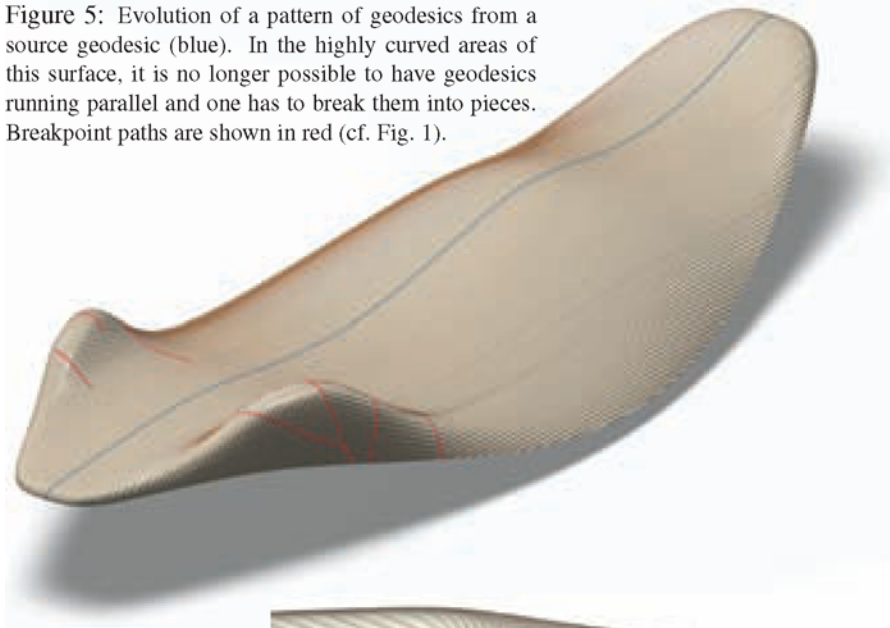 Figure 5: Evolution of a pattern of geodesics from a
source geodesic (blue). In the highly curved areas of
this surface, it is no longer possible to have geodesics
running parallel and one has to break them into pieces.
Breakpoint paths are shown in red (cf. Fig. 1).